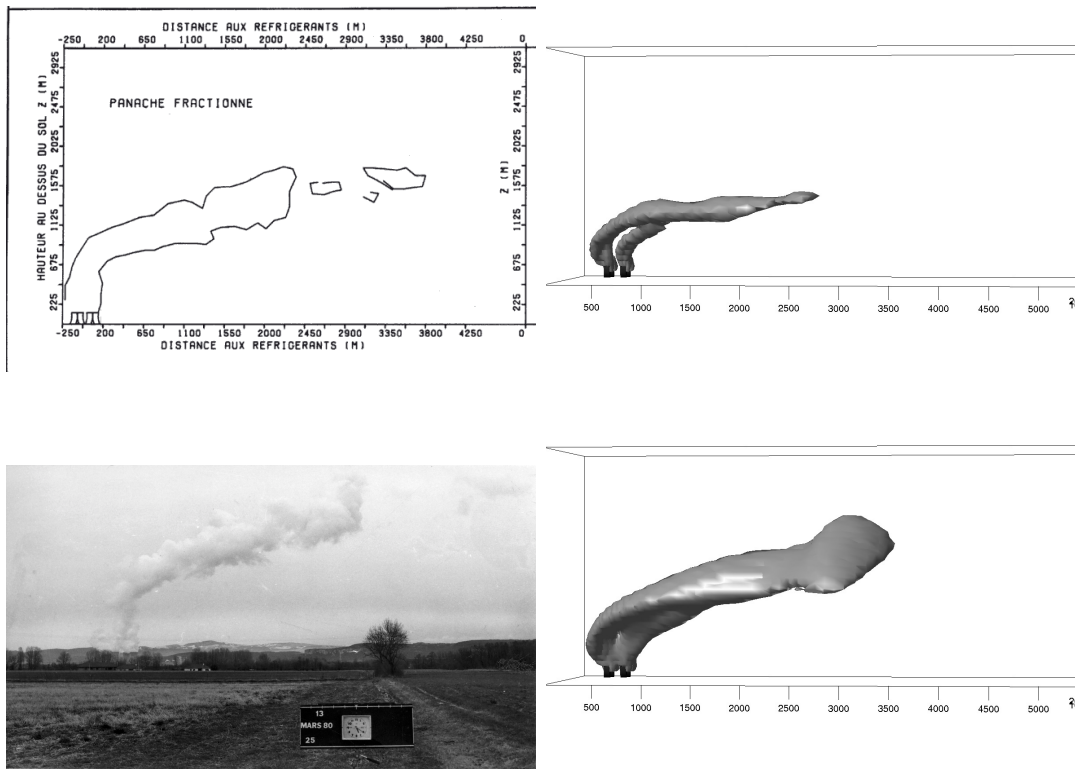 DISTANCE AUX REFRIGERANTS (M)
-250 200 650 1100 1550 2000 2450 2900 3350 3800 4250 0
HAUTEUR AU DESSUS DU SOL Z (M)
2925
2475
2025
1575
1125
675
225
PANACHE FRACTIONNE
Z (M)
2925
2475
2025
1575
1125
675
225
-250 200 650 1100 1550 2000 2450 2900 3350 3800 4250 0
DISTANCE AUX REFRIGERANTS (M)
500 1000 1500 2000 2500 3000 3500 4000 4500 5000
13
MARS 80
25
500 1000 1500 2000 2500 3000 3500 4000 4500 5000